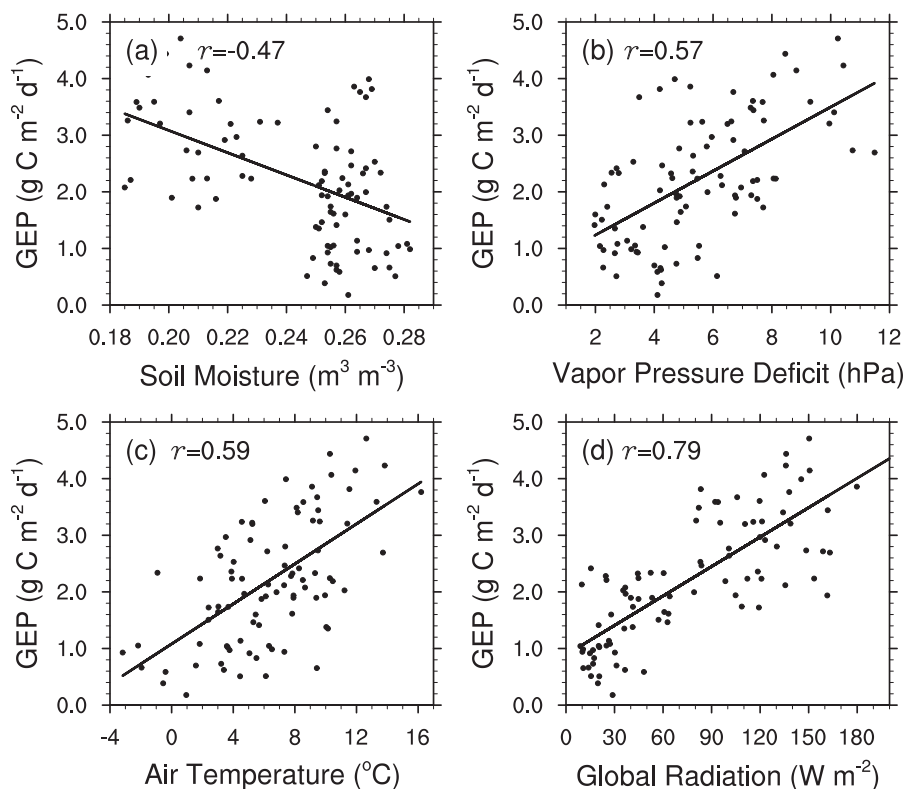 (a) r=-0.47
GEP (g C m⁻² d⁻¹)
5.0
4.0
3.0
2.0
1.0
0.0
0.18 0.20 0.22 0.24 0.26 0.28
Soil Moisture (m³ m⁻³)
(b) r=0.57
GEP (g C m⁻² d⁻¹)
5.0
4.0
3.0
2.0
1.0
0.0
2 4 6 8 10 12
Vapor Pressure Deficit (hPa)
(c) r=0.59
GEP (g C m⁻² d⁻¹)
5.0
4.0
3.0
2.0
1.0
0.0
-4 0 4 8 12 16
Air Temperature (°C)
(d) r=0.79
GEP (g C m⁻² d⁻¹)
5.0
4.0
3.0
2.0
1.0
0.0
0 30 60 90 120 150 180
Global Radiation (W m⁻²)